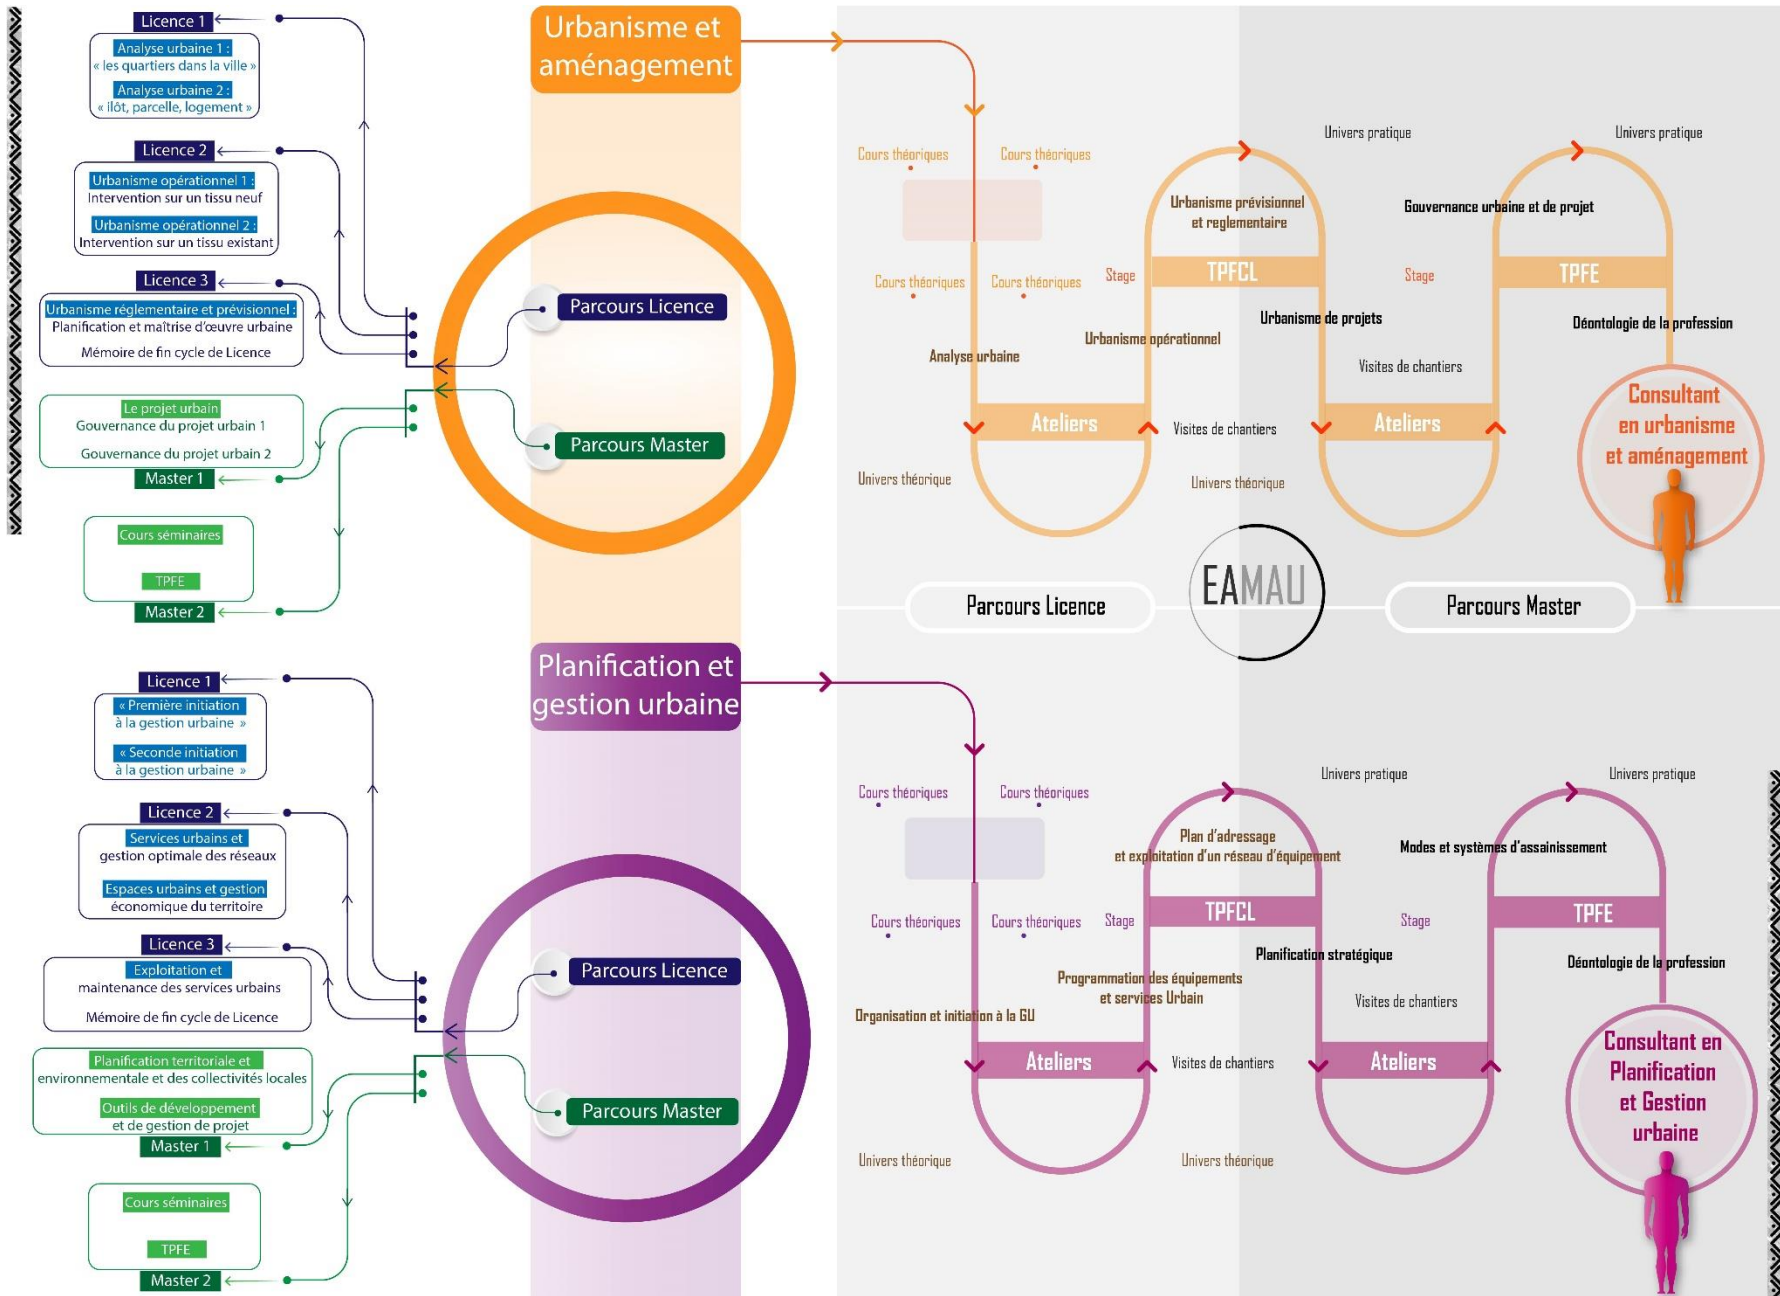 Urbanisme et
aménagement
Licence 1
Analyse urbaine 1 :
« les quartiers dans la ville »
Analyse urbaine 2 :
« ilôt, parcelle, logement »
Licence 2
Urbanisme opérationnel 1 :
Intervention sur un tissu neuf
Urbanisme opérationnel 2 :
Intervention sur un tissu existant
Licence 3
Urbanisme réglementaire et prévisionnel :
Planification et maîtrise d'œuvre urbaine
Mémoire de fin cycle de Licence
Le projet urbain
Gouvernance du projet urbain 1
Gouvernance du projet urbain 2
Master 1
Cours séminaires
TPFE
Master 2
Parcours Licence
Parcours Master
Cours théoriques
Cours théoriques
Cours théoriques
Cours théoriques
Analyse urbaine
Ateliers
Univers théorique
Urbanisme opérationnel
Stage
Urbanisme prévisionnel
et reglementaire
TPFCL
Visites de chantiers
Univers théorique
Univers pratique
Urbanisme de projets
Visites de chantiers
Ateliers
Stage
Gouvernance urbaine et de projet
Univers pratique
TPFE
Déontologie de la profession
Consultant
en urbanisme
et aménagement
Parcours Licence
EAMAU
Parcours Master
Planification et
gestion urbaine
Licence 1
« Première initiation
à la gestion urbaine »
« Seconde initiation
à la gestion urbaine »
Licence 2
Services urbains et
gestion optimale des réseaux
Espaces urbains et gestion
économique du territoire
Licence 3
Exploitation et
maintenance des services urbains
Mémoire de fin cycle de Licence
Planification territoriale et
environnementale et des collectivités locales
Outils de développement
et de gestion de projet
Master 1
Cours séminaires
TPFE
Master 2
Parcours Licence
Parcours Master
Cours théoriques
Cours théoriques
Cours théoriques
Cours théoriques
Organisation et initiation à la GU
Ateliers
Univers théorique
Programmation des équipements
et services Urbain
Stage
Plan d'adressage
et exploitation d'un réseau d'équipement
TPFCL
Visites de chantiers
Univers théorique
Univers pratique
Planification stratégique
Visites de chantiers
Ateliers
Stage
Modes et systèmes d'assainissement
Univers pratique
TPFE
Déontologie de la profession
Consultant en
Planification
et Gestion
urbaine